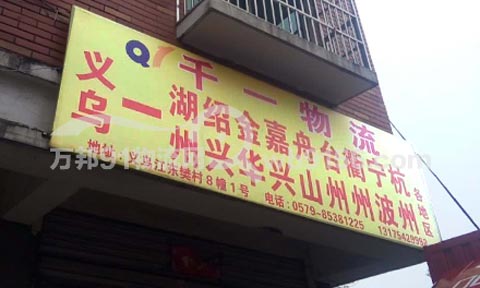 千一物流
义乌一
湖绍金嘉舟台衢宁杭
州兴华兴山州州波州
各地区
地址：义乌江东樊村8幢1号
电话：0579-85381225